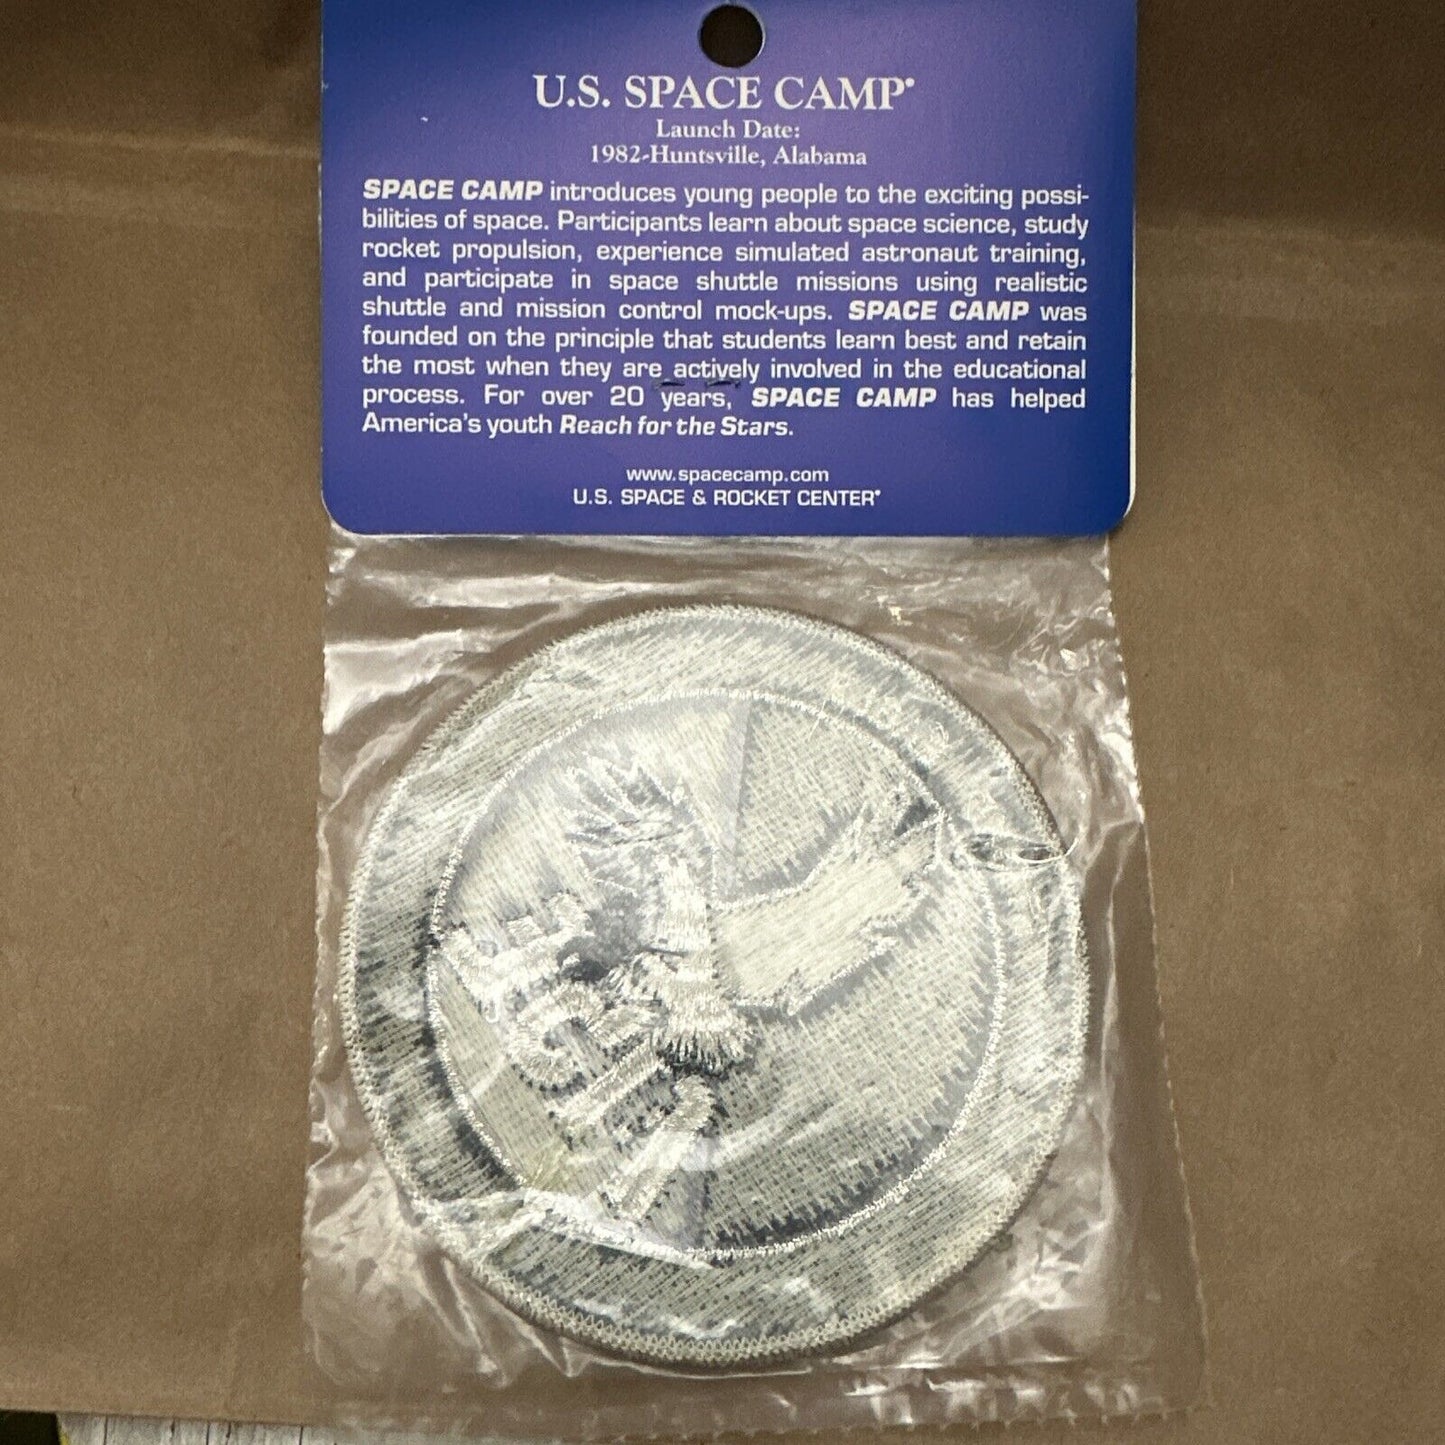 U.S. SPACE CAMP®
Launch Date:
1982-Huntsville, Alabama
SPACE CAMP introduces young people to the exciting possi-
bilities of space. Participants learn about space science, study
rocket propulsion, experience simulated astronaut training,
and participate in space shuttle missions using realistic
shuttle and mission control mock-ups. SPACE CAMP was
founded on the principle that students learn best and retain
the most when they are actively involved in the educational
process. For over 20 years, SPACE CAMP has helped
America's youth Reach for the Stars.
www.spacecamp.com
U.S. SPACE & ROCKET CENTER®